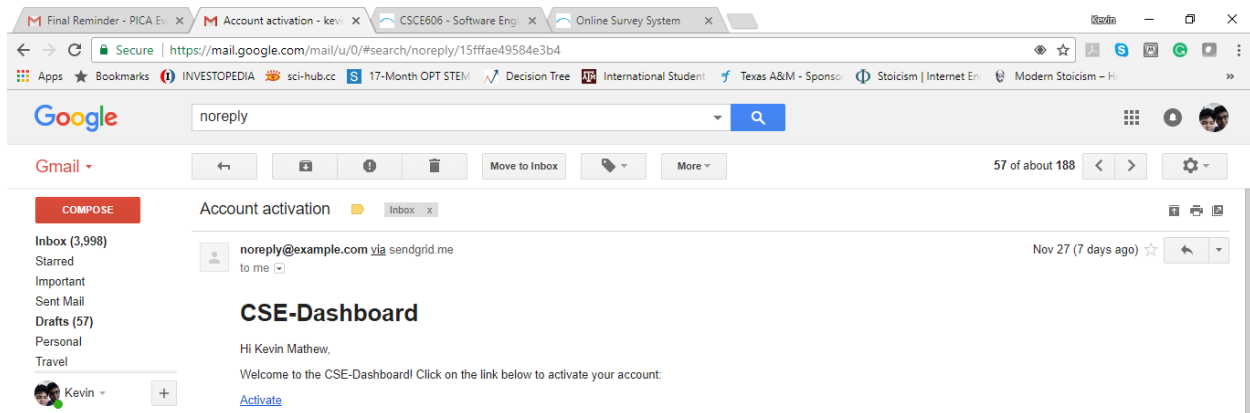 Final Reminder - PICA Ev Account activation - kevi CSCE606 - Software Engi Online Survey System Kevin
Secure https://mail.google.com/mail/u/0/#search/noreply/15fffae49584e3b4
Apps Bookmarks INVESTOPEDIA sci-hub.cc 17-Month OPT STEM Decision Tree International Student Texas A&M - Sponso Stoicism | Internet En Modern Stoicism – H »
Google noreply
Gmail Move to Inbox More 57 of about 188
COMPOSE Account activation Inbox x
Inbox (3,998) noreply@example.com via sendgrid.me Nov 27 (7 days ago)
Starred to me
Important
Sent Mail CSE-Dashboard
Drafts (57)
Personal Hi Kevin Mathew,
Travel Welcome to the CSE-Dashboard! Click on the link below to activate your account:
Kevin + Activate